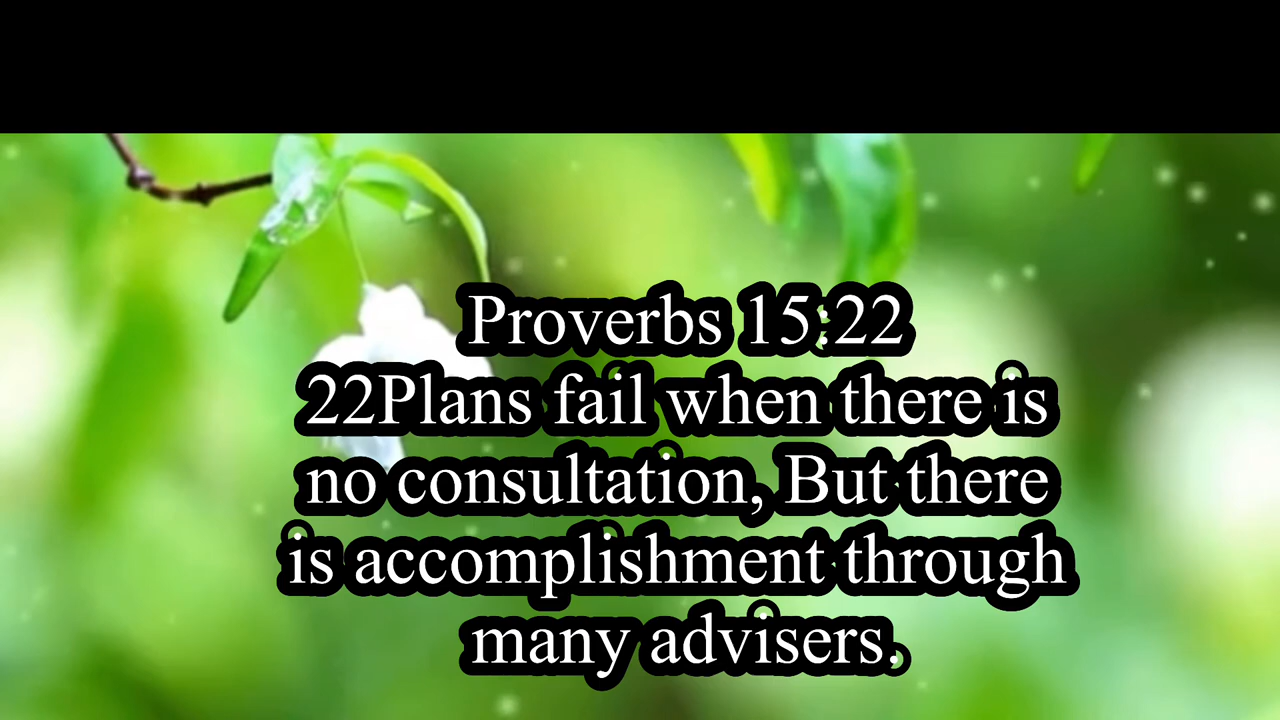 Proverbs 15:22
22Plans fail when there is
no consultation, But there
is accomplishment through
many advisers.